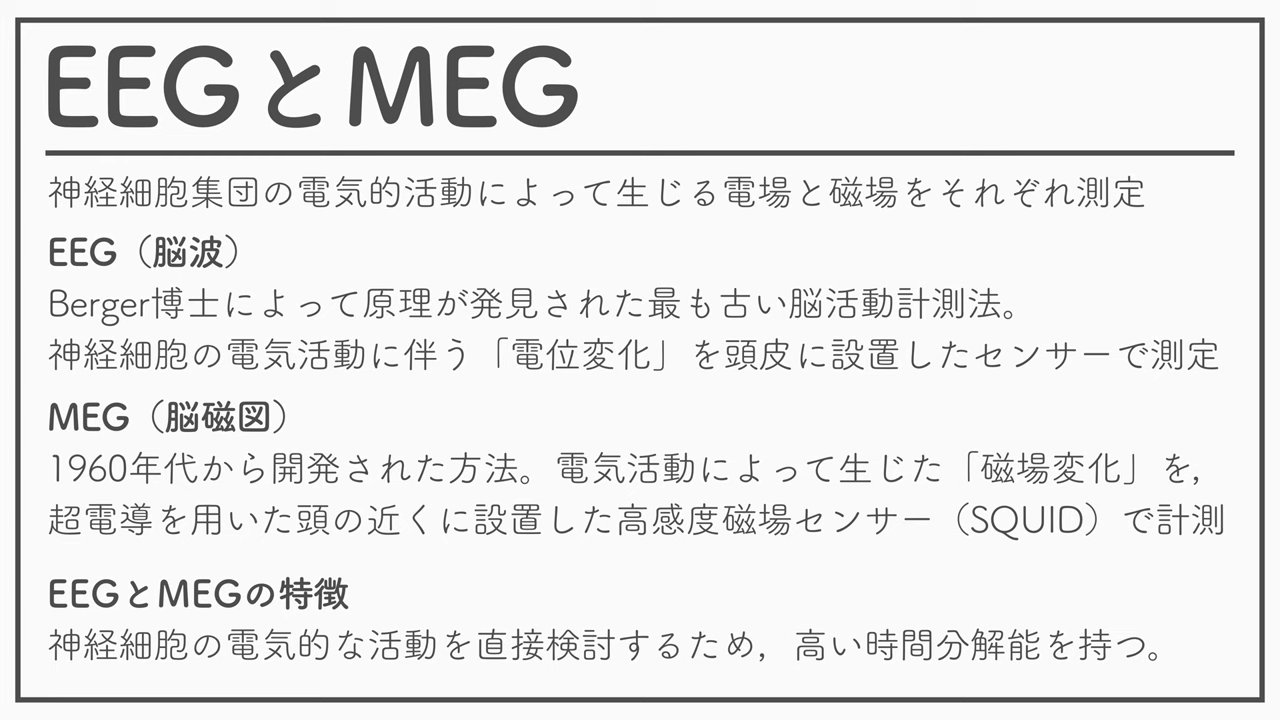 EEGとMEG
神経細胞集団の電気的活動によって生じる電場と磁場をそれぞれ測定
EEG（脳波）
Berger博士によって原理が発見された最も古い脳活動計測法。
神経細胞の電気活動に伴う「電位変化」を頭皮に設置したセンサーで測定
MEG（脳磁図）
1960年代から開発された方法。電気活動によって生じた「磁場変化」を，
超電導を用いた頭の近くに設置した高感度磁場センサー（SQUID）で計測
EEGとMEGの特徴
神経細胞の電気的な活動を直接検討するため，高い時間分解能を持つ。